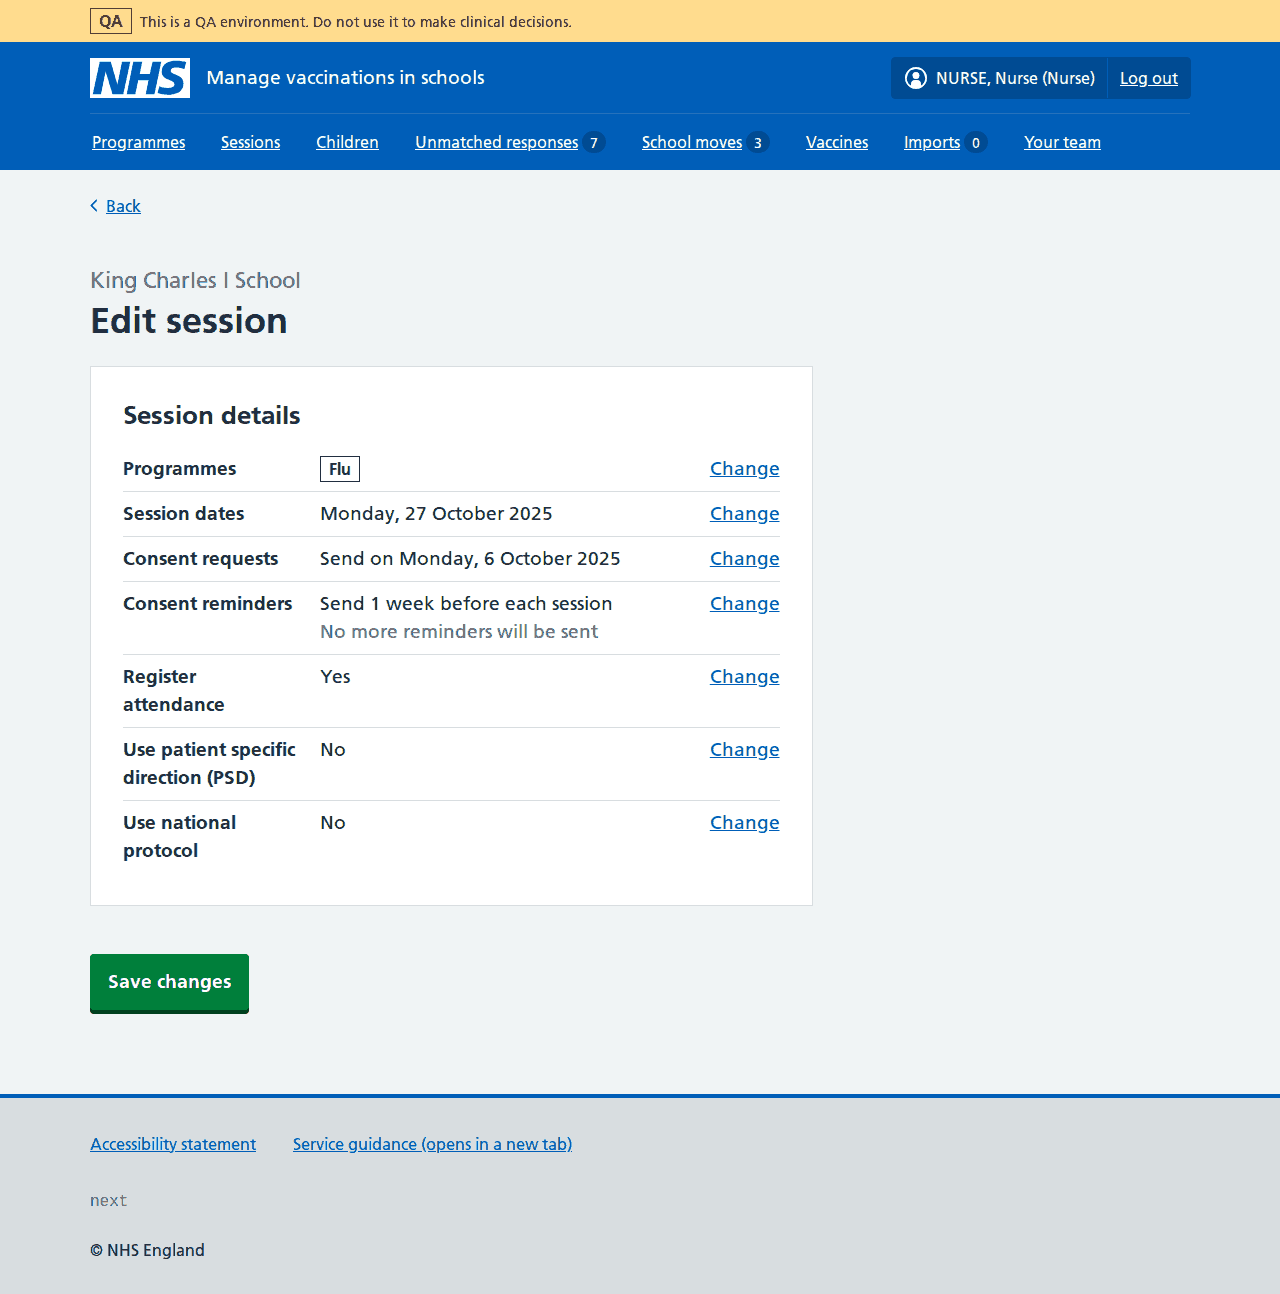 QA This is a QA environment. Do not use it to make clinical decisions.
NHS Manage vaccinations in schools NURSE, Nurse (Nurse) Log out
Programmes Sessions Children Unmatched responses 7 School moves 3 Vaccines Imports 0 Your team
Back
King Charles I School
Edit session
Session details
Programmes Flu Change
Session dates Monday, 27 October 2025 Change
Consent requests Send on Monday, 6 October 2025 Change
Consent reminders Send 1 week before each session Change
No more reminders will be sent
Register Yes Change
attendance
Use patient specific No Change
direction (PSD)
Use national No Change
protocol
Save changes
Accessibility statement Service guidance (opens in a new tab)
next
© NHS England